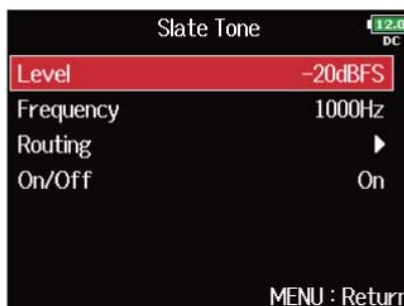 Slate Tone
12.0
DC
Level -20dBFS
Frequency 1000Hz
Routing ▶
On/Off On
MENU : Return